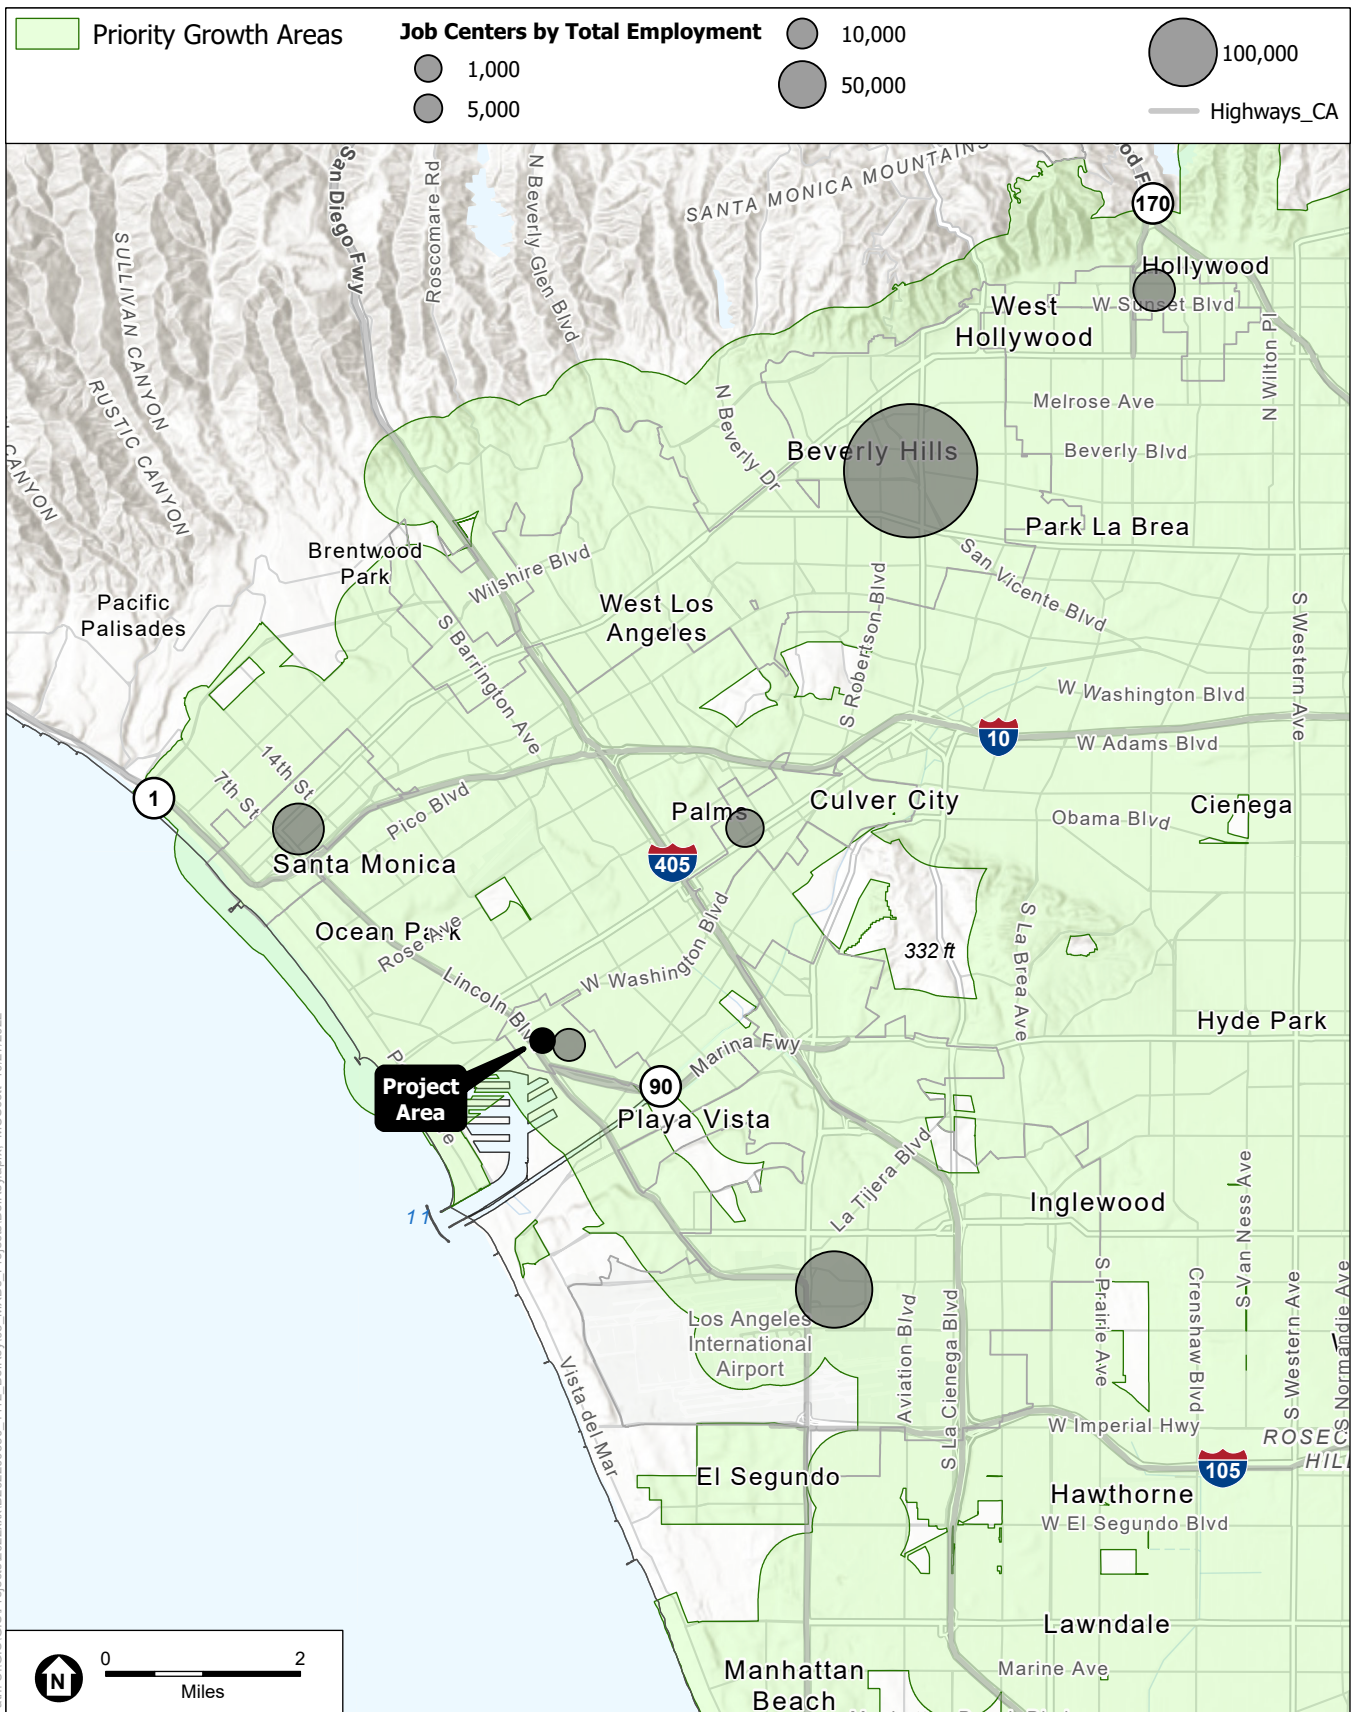 Priority Growth Areas
Job Centers by Total Employment
1,000
5,000
10,000
50,000
100,000
Highways_CA
San Diego Fwy
Roscomare Rd
N Beverly Glen Blvd
SANTA MONICA MOUNTAINS
ood F
170
SULLIVAN CANYON
RUSTIC CANYON
CANYON
Hollywood
W Sunset Blvd
West
Hollywood
N Wilton Pl
N Beverly Dr
Melrose Ave
Beverly Hills
Beverly Blvd
Park La Brea
Brentwood
Park
Wilshire Blvd
San Vicente Blvd
Pacific
Palisades
West Los
Angeles
S Barrington Ave
S Robertson Blvd
S Western Ave
W Washington Blvd
10
W Adams Blvd
1
14th St
7th St
Pico Blvd
Palms
Culver City
Obama Blvd
Cienega
405
Santa Monica
Ocean Park
Rose Ave
W Washington Blvd
332 ft
S La Brea Ave
Lincoln Blv
Hyde Park
Marina Fwy
Project
Area
90
Playa Vista
La Tijera Blvd
11
Inglewood
S Van Ness Ave
Los Angeles
International
Airport
Aviation Blvd
S La Cienega Blvd
S Prairie Ave
Crenshaw Blvd
S Western Ave
S Normandie Ave
Vista del Mar
W Imperial Hwy
ROSEC
HILL
105
El Segundo
Hawthorne
W El Segundo Blvd
Lawndale
Marine Ave
Manhattan
Beach
N
0
2
Miles